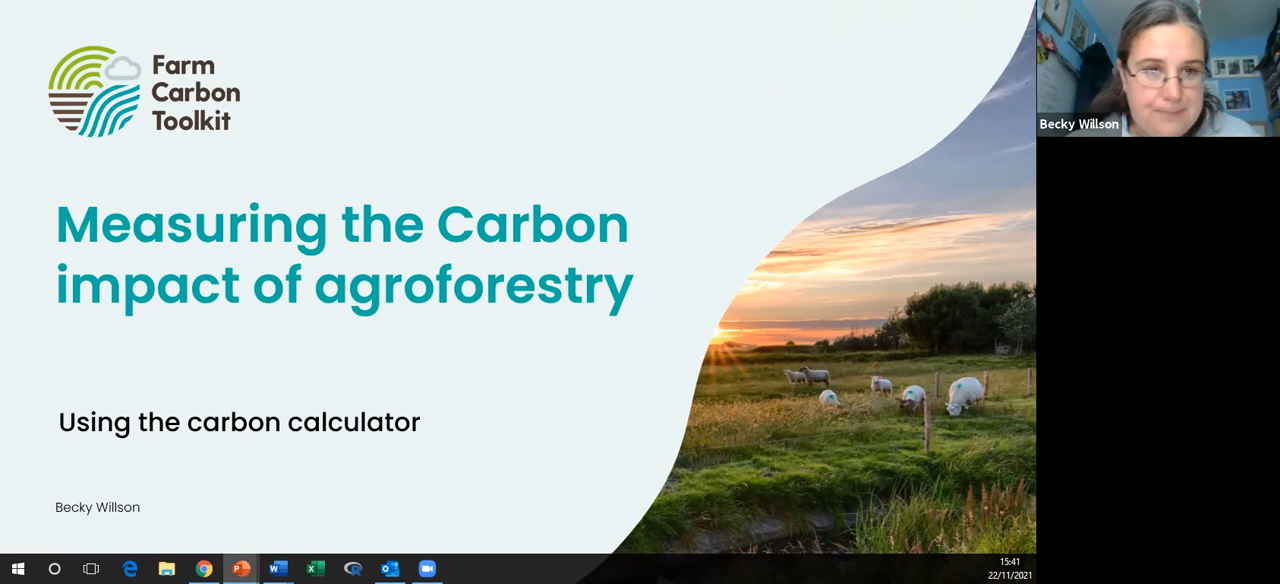 Farm
Carbon
Toolkit
Measuring the Carbon
impact of agroforestry
Using the carbon calculator
Becky Willson
Becky Willson
15:41
22/11/2021